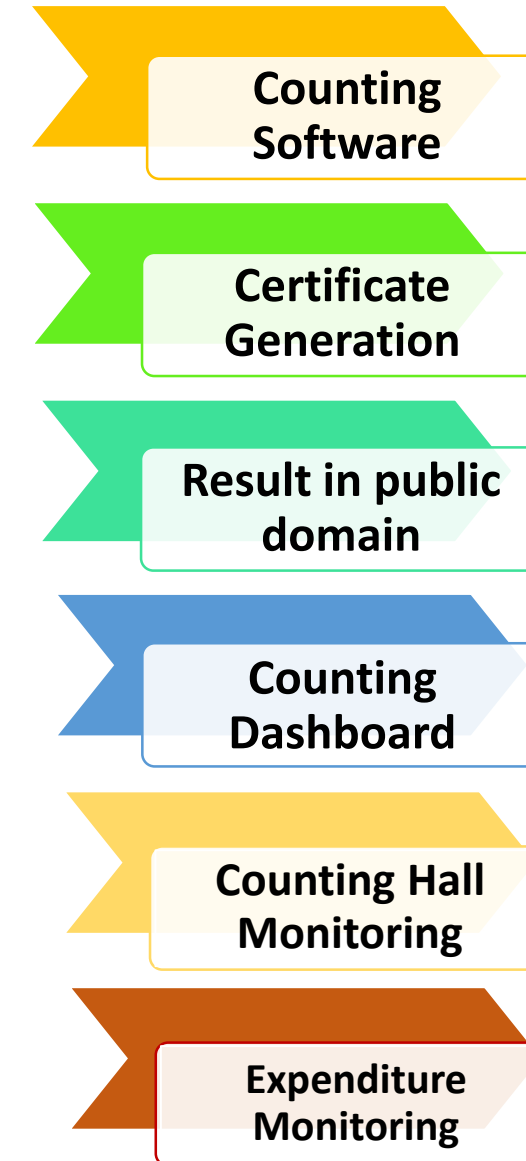 Counting
Software
Certificate
Generation
Result in public
domain
Counting
Dashboard
Counting Hall
Monitoring
Expenditure
Monitoring